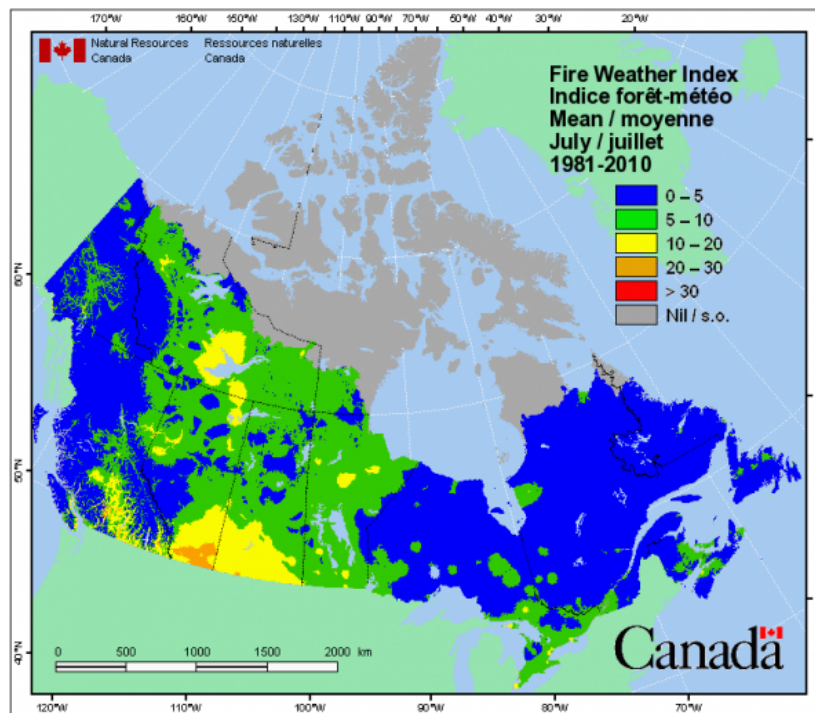 170°W 160°W 150°W 130°W 110°W 90°W 70°W 60°W 50°W 40°W 30°W 20°W
Natural Resources Canada
Ressources naturelles Canada
Fire Weather Index
Indice forêt-météo
Mean / moyenne
July / juillet
1981-2010
0 – 5
5 – 10
10 – 20
20 – 30
> 30
Nil / s.o.
60°N
50°N
40°N
0 500 1000 1500 2000 km
Canada
120°W 110°W 100°W 90°W 80°W 70°W